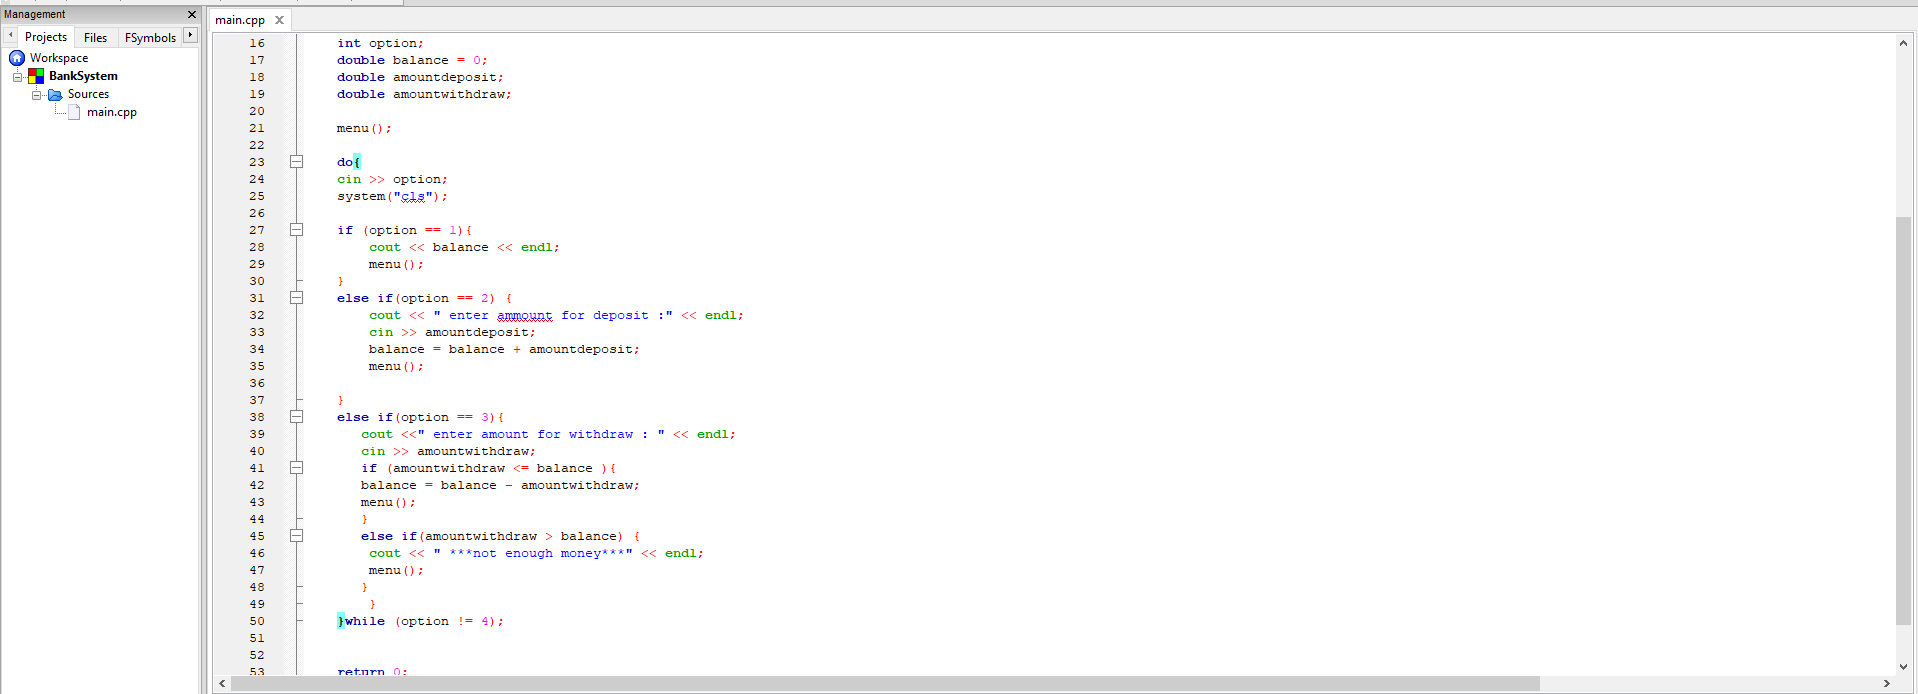 Management
main.cpp
Projects Files FSymbols
Workspace
BankSystem
Sources
main.cpp
16 int option;
17 double balance = 0;
18 double amountdeposit;
19 double amountwithdraw;
20
21 menu();
22
23 do{
24 cin >> option;
25 system("cls");
26
27 if (option == 1){
28 cout << balance << endl;
29 menu();
30 }
31 else if(option == 2) {
32 cout << " enter ammount for deposit :" << endl;
33 cin >> amountdeposit;
34 balance = balance + amountdeposit;
35 menu();
36
37 }
38 else if(option == 3){
39 cout <<" enter amount for withdraw : " << endl;
40 cin >> amountwithdraw;
41 if (amountwithdraw <= balance ){
42 balance = balance - amountwithdraw;
43 menu();
44 }
45 else if(amountwithdraw > balance) {
46 cout << " ***not enough money***" << endl;
47 menu();
48 }
49 }
50 }while (option != 4);
51
52
53 return 0;